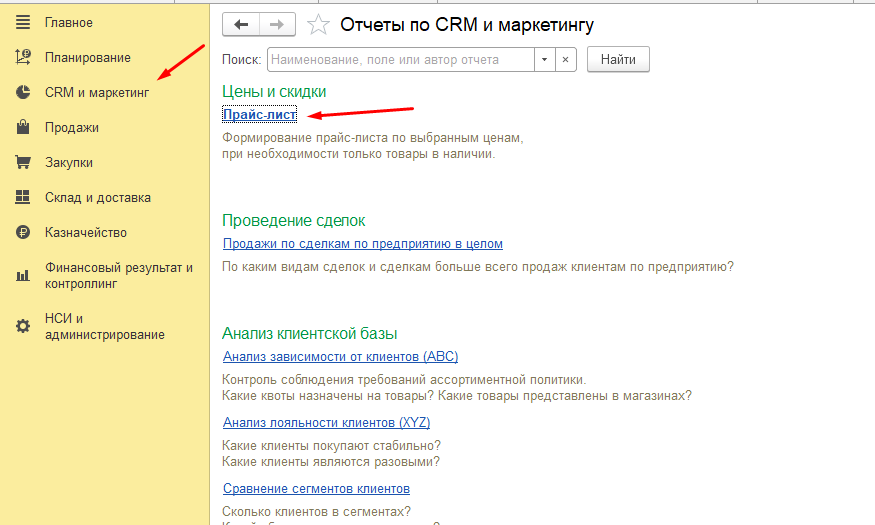 Главное
Планирование
CRM и маркетинг
Продажи
Закупки
Склад и доставка
Казначейство
Финансовый результат и
контроллинг
НСИ и
администрирование
Отчеты по CRM и маркетингу
Поиск: Наименование, поле или автор отчета Найти
Цены и скидки
Прайс-лист
Формирование прайс-листа по выбранным ценам,
при необходимости только товары в наличии.
Проведение сделок
Продажи по сделкам по предприятию в целом
По каким видам сделок и сделкам больше всего продаж клиентам по предприятию?
Анализ клиентской базы
Анализ зависимости от клиентов (ABC)
Контроль соблюдения требований ассортиментной политики.
Какие квоты назначены на товары? Какие товары представлены в магазинах?
Анализ лояльности клиентов (XYZ)
Какие клиенты покупают стабильно?
Какие клиенты являются разовыми?
Сравнение сегментов клиентов
Сколько клиентов в сегментах?